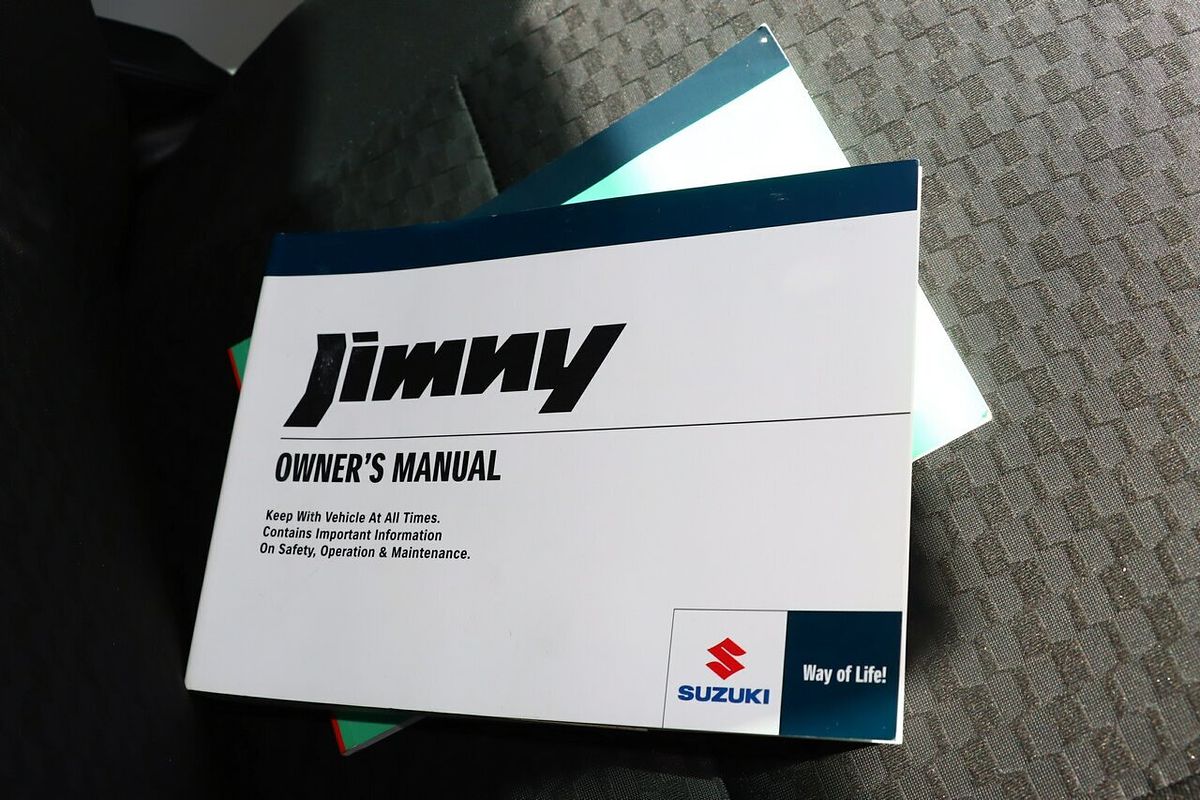 Jimny
OWNER'S MANUAL
Keep With Vehicle At All Times.
Contains Important Information
On Safety, Operation & Maintenance.
SUZUKI
Way of Life!